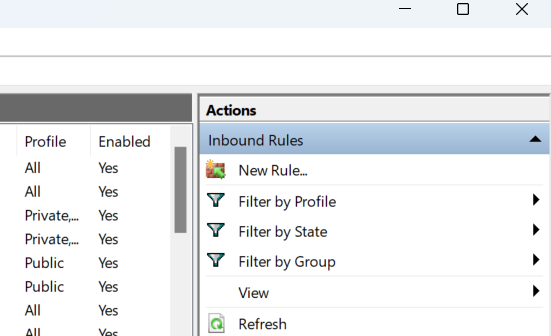 Actions
Profile Enabled
Inbound Rules
All Yes
New Rule...
All Yes
Filter by Profile
Private,... Yes
Filter by State
Private,... Yes
Filter by Group
Public Yes
Public Yes
View
All Yes
Refresh
All Yes